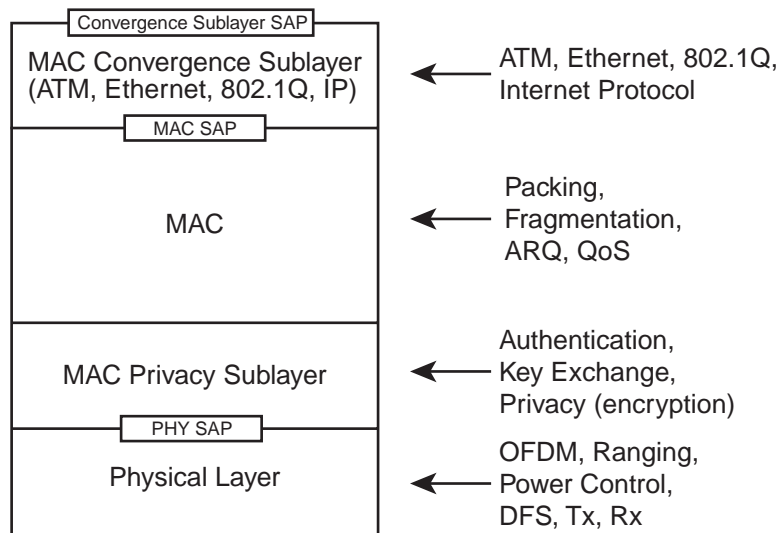 Convergence Sublayer SAP
MAC Convergence Sublayer
(ATM, Ethernet, 802.1Q, IP)
ATM, Ethernet, 802.1Q,
Internet Protocol
MAC SAP
MAC
Packing,
Fragmentation,
ARQ, QoS
MAC Privacy Sublayer
Authentication,
Key Exchange,
Privacy (encryption)
PHY SAP
Physical Layer
OFDM, Ranging,
Power Control,
DFS, Tx, Rx